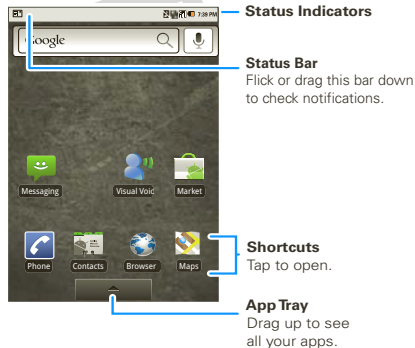 7:39 PM
Status Indicators
Google
Status Bar
Flick or drag this bar down
to check notifications.
Messaging
Visual Voic
Market
Phone
Contacts
Browser
Maps
Shortcuts
Tap to open.
App Tray
Drag up to see
all your apps.